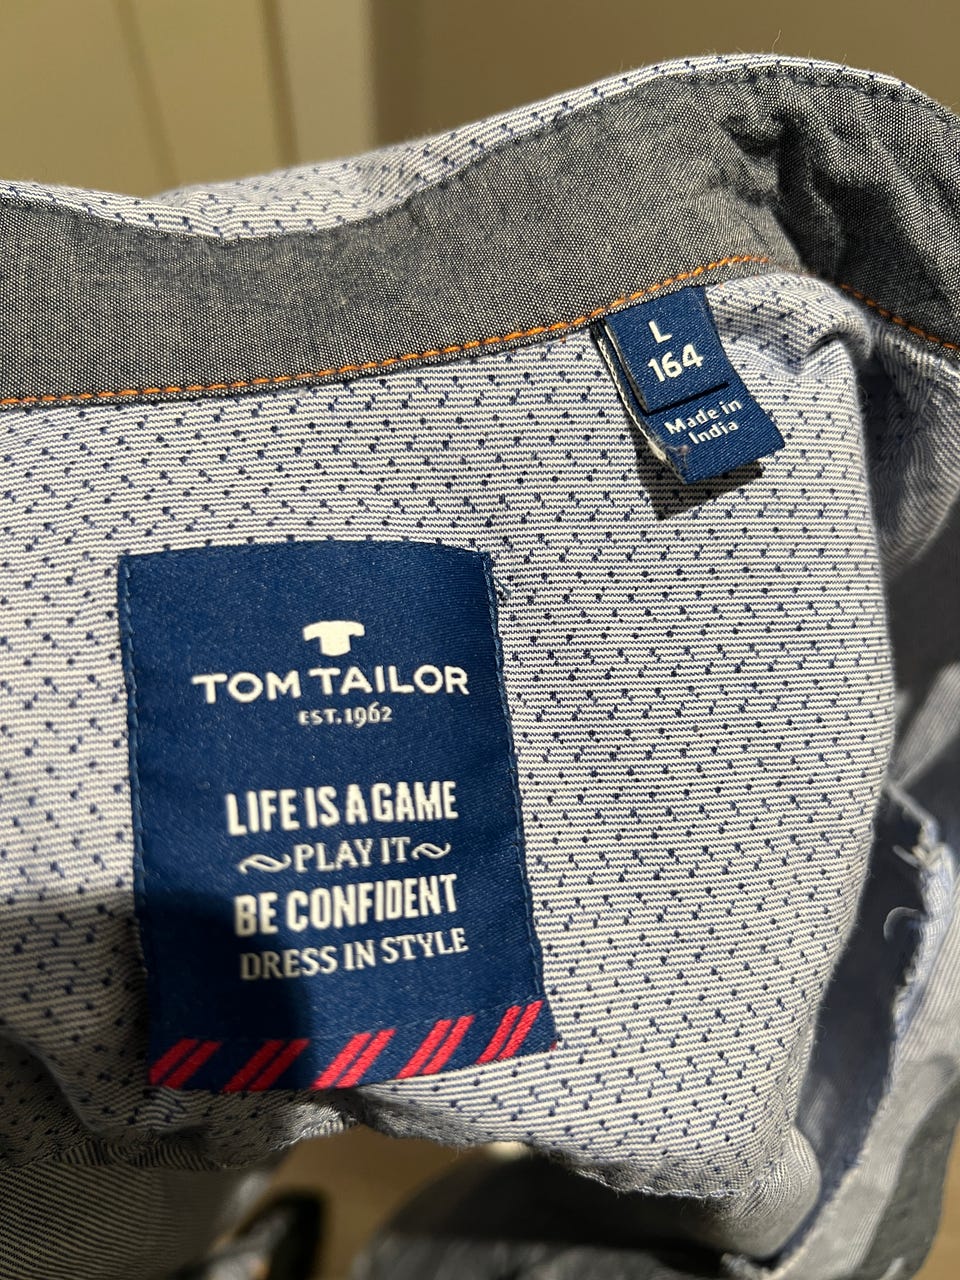 L
164
Made in
India
TOM TAILOR
EST. 1962
LIFE IS A GAME
~PLAY IT~
BE CONFIDENT
DRESS IN STYLE